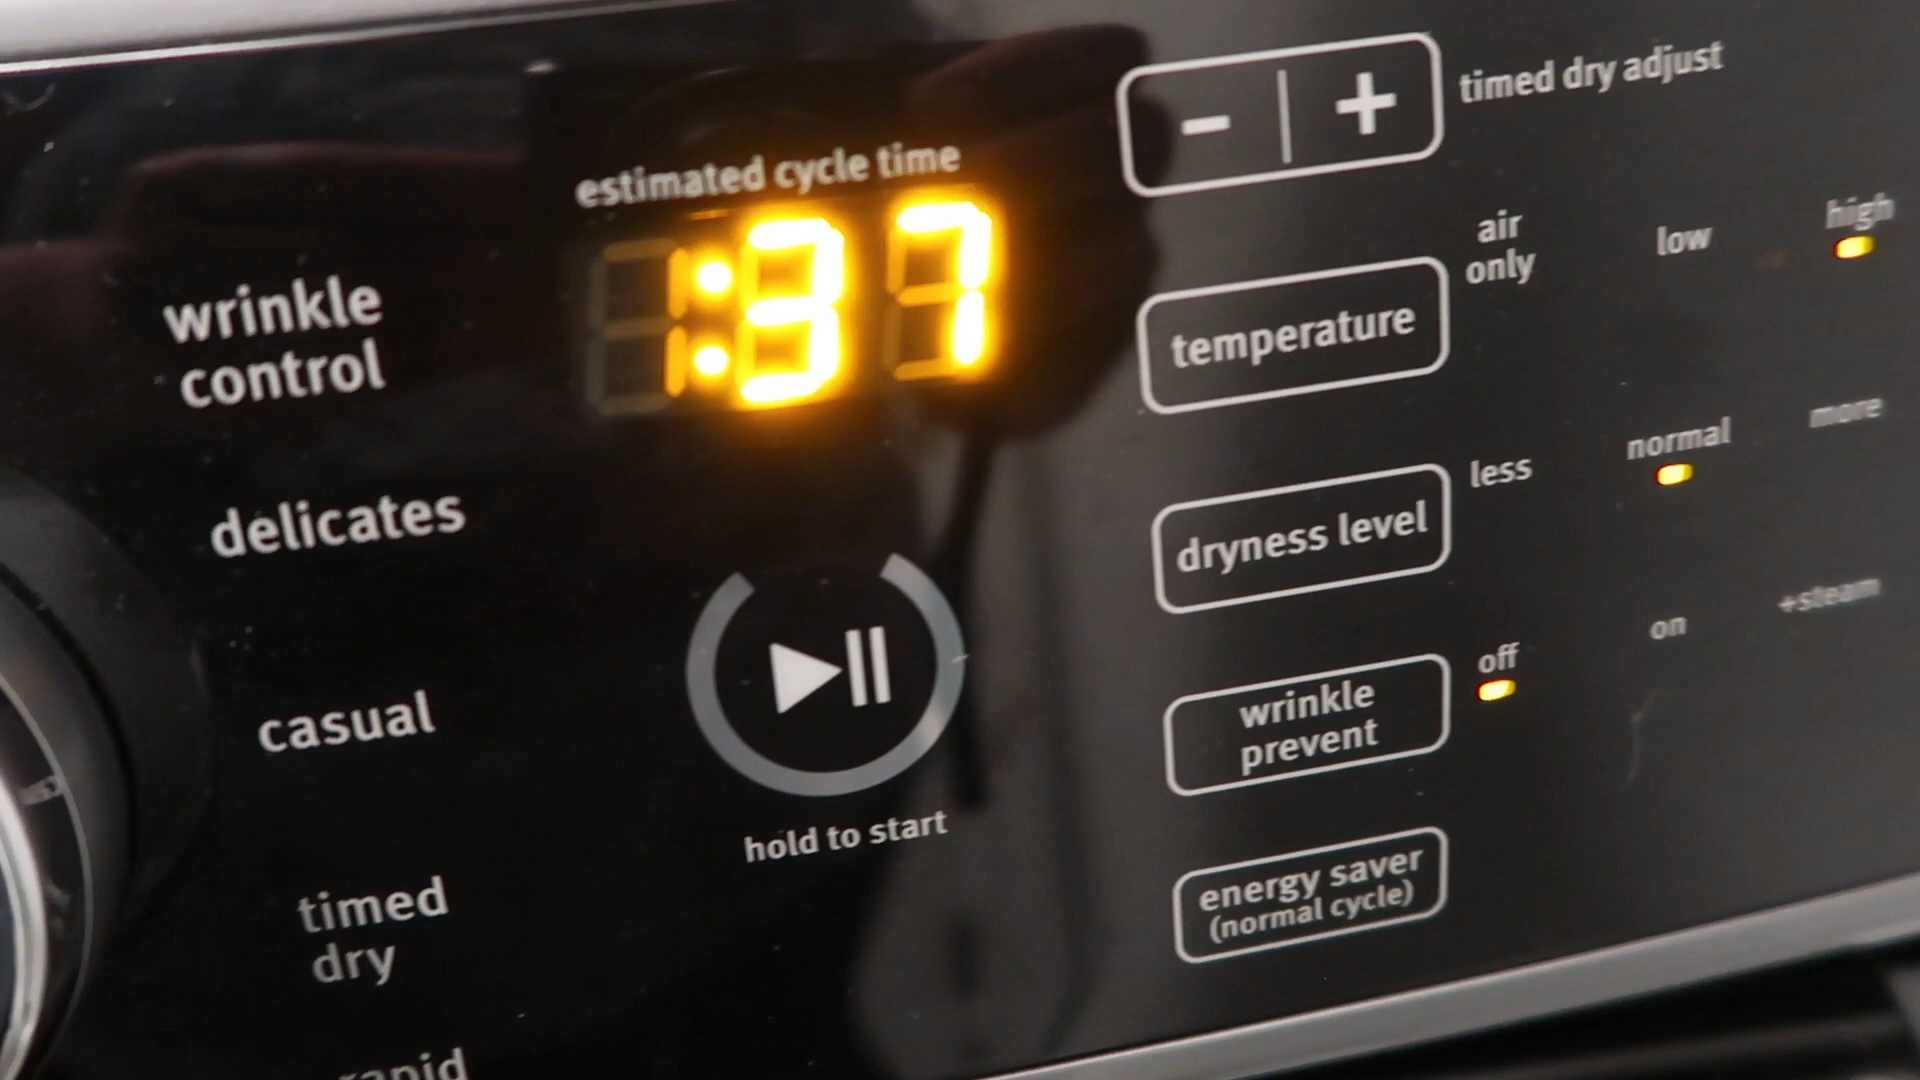 estimated cycle time
:37
wrinkle
control
delicates
casual
timed
dry
rapid
hold to start
- | + timed dry adjust
temperature
air
only
low
high
dryness level
less
normal
more
wrinkle
prevent
off
on
+steam
energy saver
(normal cycle)